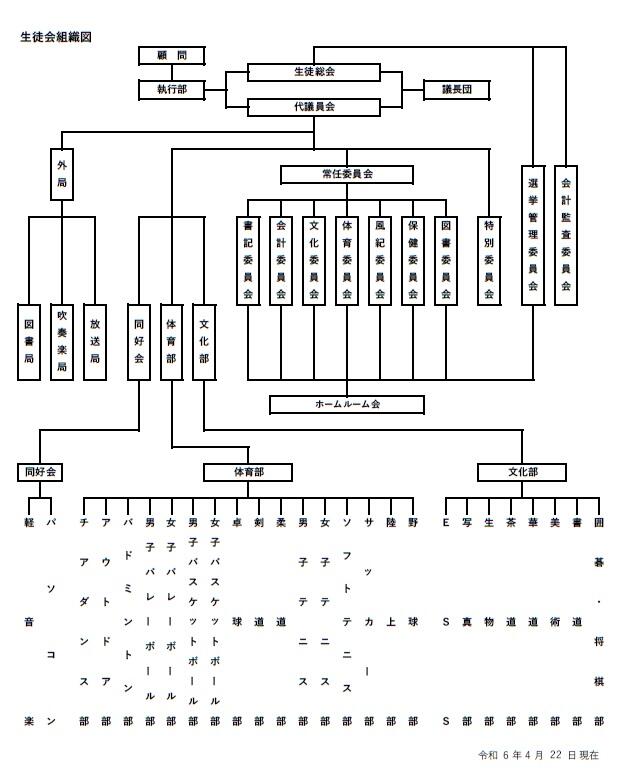 生徒会組織図
顧 問
執行部
生徒総会
代議員会
議長団
外局
常任委員会
選挙管理委員会
会計監査委員会
書記委員会
会計委員会
文化委員会
体育委員会
風紀委員会
保健委員会
図書委員会
特別委員会
図書局
吹奏楽局
放送局
同好会
体育部
文化部
ホームルーム会
同好会
体育部
文化部
軽音楽
パソコン
チアダンス部
アウトドア部
バドミントン部
男子バレーボール部
女子バレーボール部
男子バスケットボール部
女子バスケットボール部
卓球部
剣道部
柔道部
男子テニス部
女子テニス部
ソフトテニス部
サッカー部
陸上部
野球部
ESS
写真部
生物部
茶道部
華道部
美術部
書道部
囲碁・将棋部
令和 6 年 4 月 22 日 現在